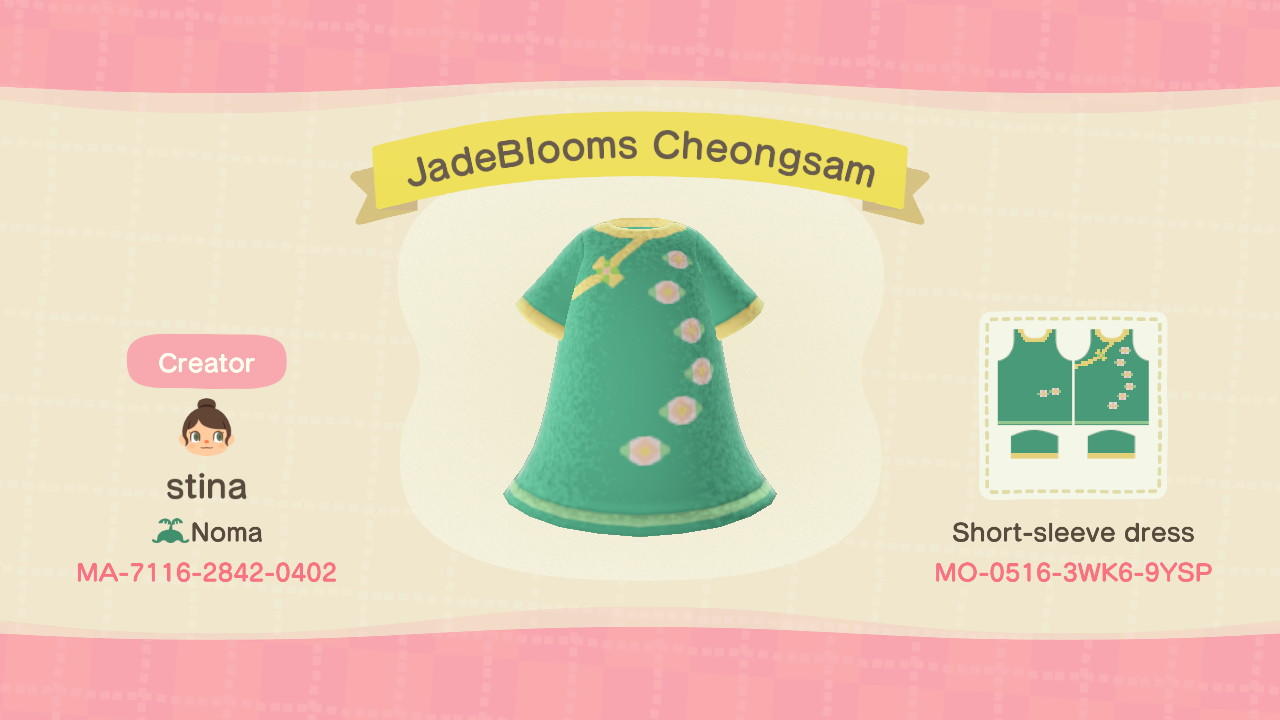 JadeBlooms Cheongsam
Creator
stina
Noma
MA-7116-2842-0402
Short-sleeve dress
MO-0516-3WK6-9YSP